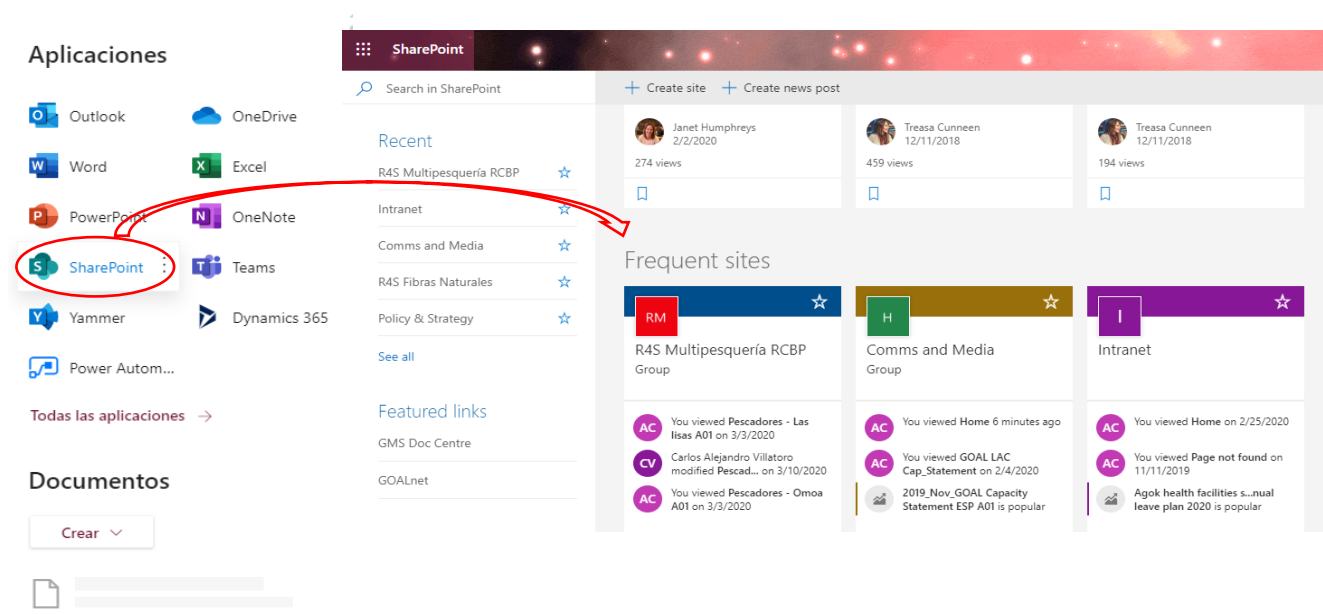 Aplicaciones
Outlook
OneDrive
Word
Excel
PowerPoint
OneNote
SharePoint
Teams
Yammer
Dynamics 365
Power Autom...
Todas las aplicaciones
Documentos
Crear
SharePoint
Search in SharePoint
Create site
Create news post
Recent
R4S Multipesquería RCBP
Intranet
Comms and Media
R4S Fibras Naturales
Policy & Strategy
See all
Featured links
GMS Doc Centre
GOALnet
Janet Humphreys
2/2/2020
274 views
Treasa Cunneen
12/11/2018
459 views
Treasa Cunneen
12/11/2018
194 views
Frequent sites
RM
R4S Multipesquería RCBP
Group
AC
You viewed Pescadores - Las
lisas A01 on 3/3/2020
CV
Carlos Alejandro Villatoro
modified Pescad... on 3/10/2020
AC
You viewed Pescadores - Omoa
A01 on 3/3/2020
H
Comms and Media
Group
AC
You viewed Home 6 minutes ago
AC
You viewed GOAL LAC
Cap_Statement on 2/4/2020
2019_Nov_GOAL Capacity
Statement ESP A01 is popular
I
Intranet
AC
You viewed Home on 2/25/2020
AC
You viewed Page not found on
11/11/2019
Agok health facilities s...nual
leave plan 2020 is popular